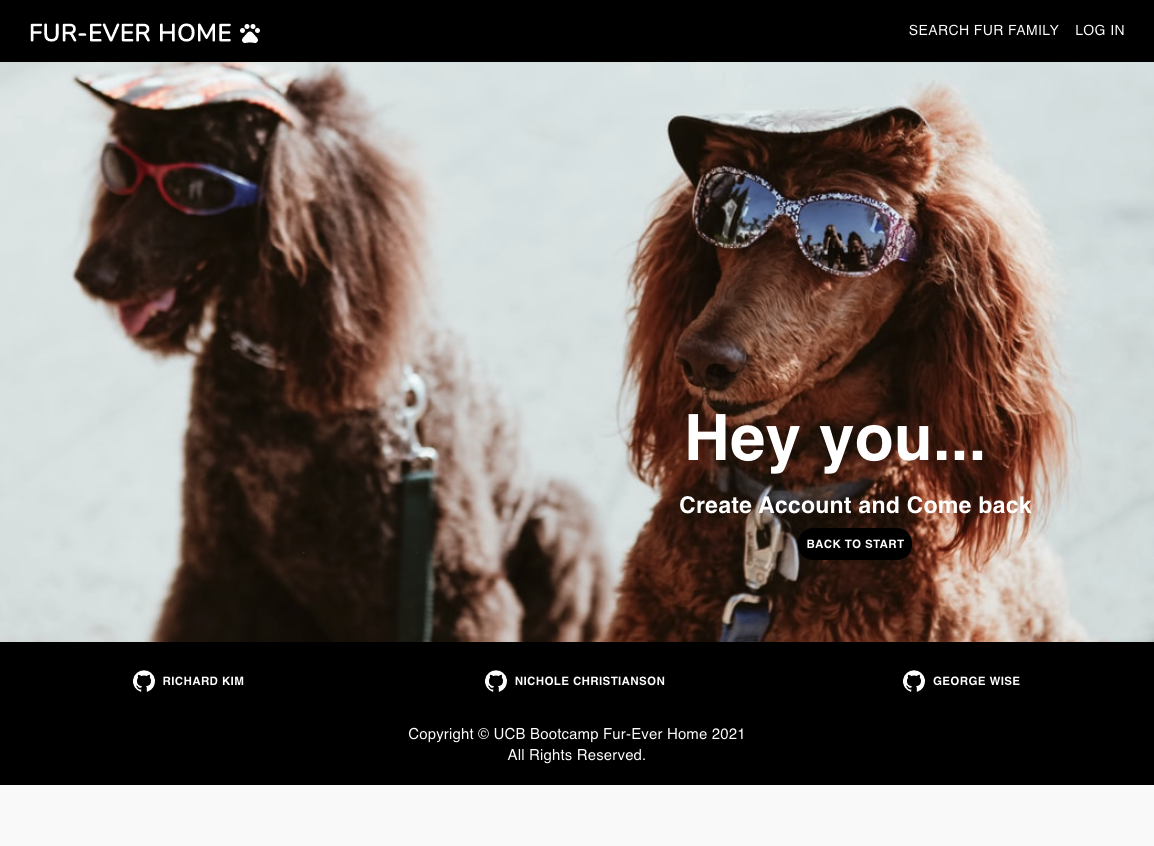 FUR-EVER HOME
SEARCH FUR FAMILY LOG IN
Hey you...
Create Account and Come back
BACK TO START
RICHARD KIM
NICHOLE CHRISTIANSON
GEORGE WISE
Copyright © UCB Bootcamp Fur-Ever Home 2021
All Rights Reserved.